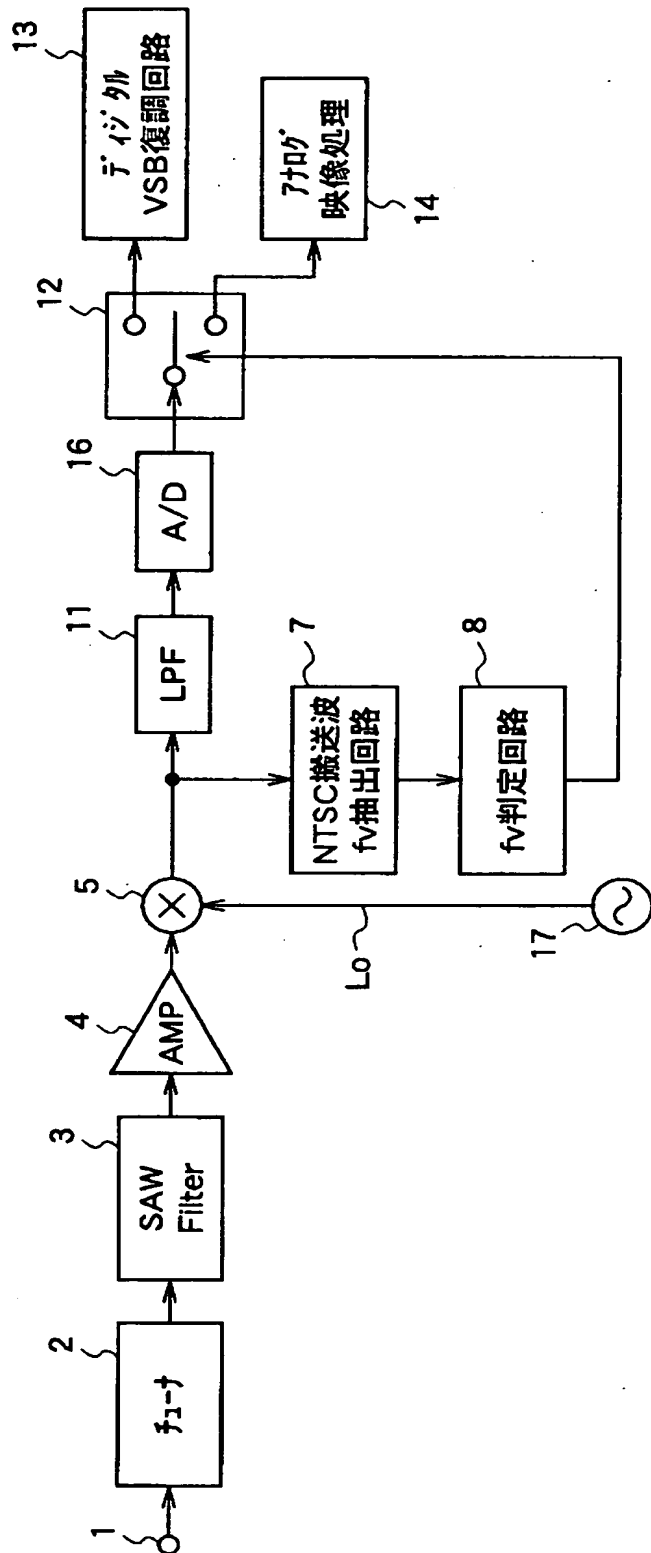 1
2
チューナ
3
SAW
Filter
4
AMP
5
Lo
17
11
LPF
16
A/D
7
NTSC搬送波
fv抽出回路
8
fv判定回路
12
13
ディジタル
VSB復調回路
アナログ
映像処理
14